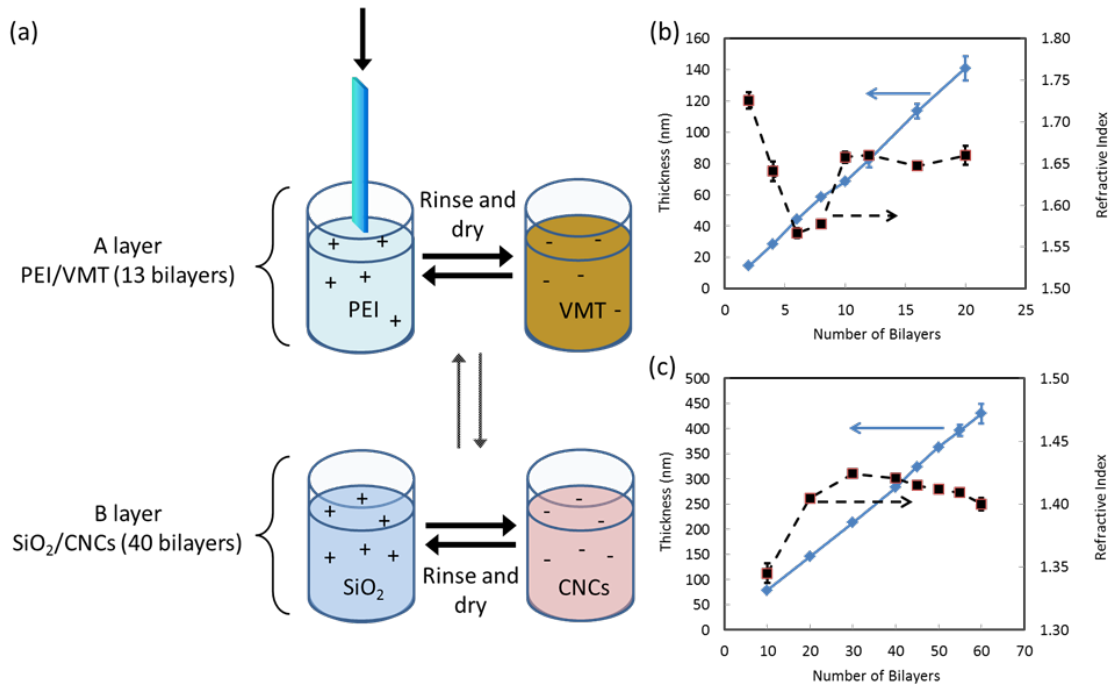 (a)
A layer
PEI/VMT (13 bilayers)
Rinse and
dry
+ + + + + +
PEI
- - - - -
VMT
B layer
SiO₂/CNCs (40 bilayers)
+ + + + + +
SiO₂
- - - - - -
CNCs
Rinse and
dry
(b)
Thickness (nm)
160
140
120
100
80
60
40
20
0
1.80
1.75
1.70
1.65
1.60
1.55
1.50
Refractive Index
0 5 10 15 20 25
Number of Bilayers
(c)
Thickness (nm)
500
450
400
350
300
250
200
150
100
50
0
1.50
1.45
1.40
1.35
1.30
Refractive Index
0 10 20 30 40 50 60 70
Number of Bilayers